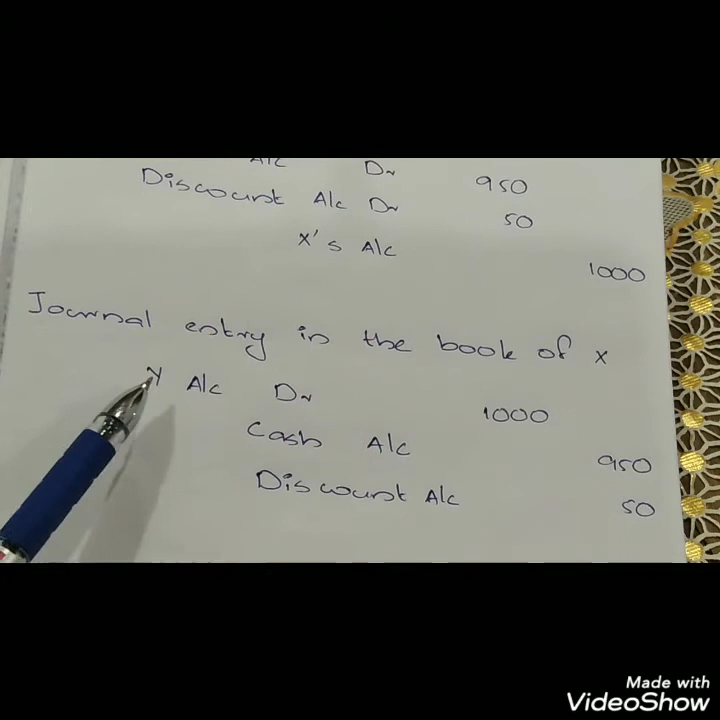 A/c Dr 950
Discount A/c Dr 50
X's A/c 1000
Journal entry in the book of x
Y A/c Dr 1000
Cash A/c 950
Discount A/c 50
Made with
VideoShow